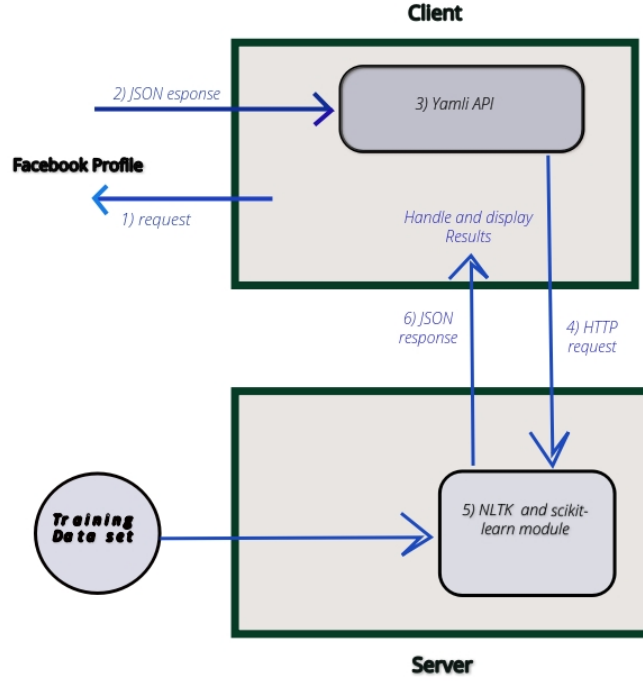 Client
2) JSON esponse
3) Yamli API
Facebook Profile
1) request
Handle and display
Results
6) JSON
response
4) HTTP
request
5) NLTK and scikit-
learn module
Training
Data set
Server